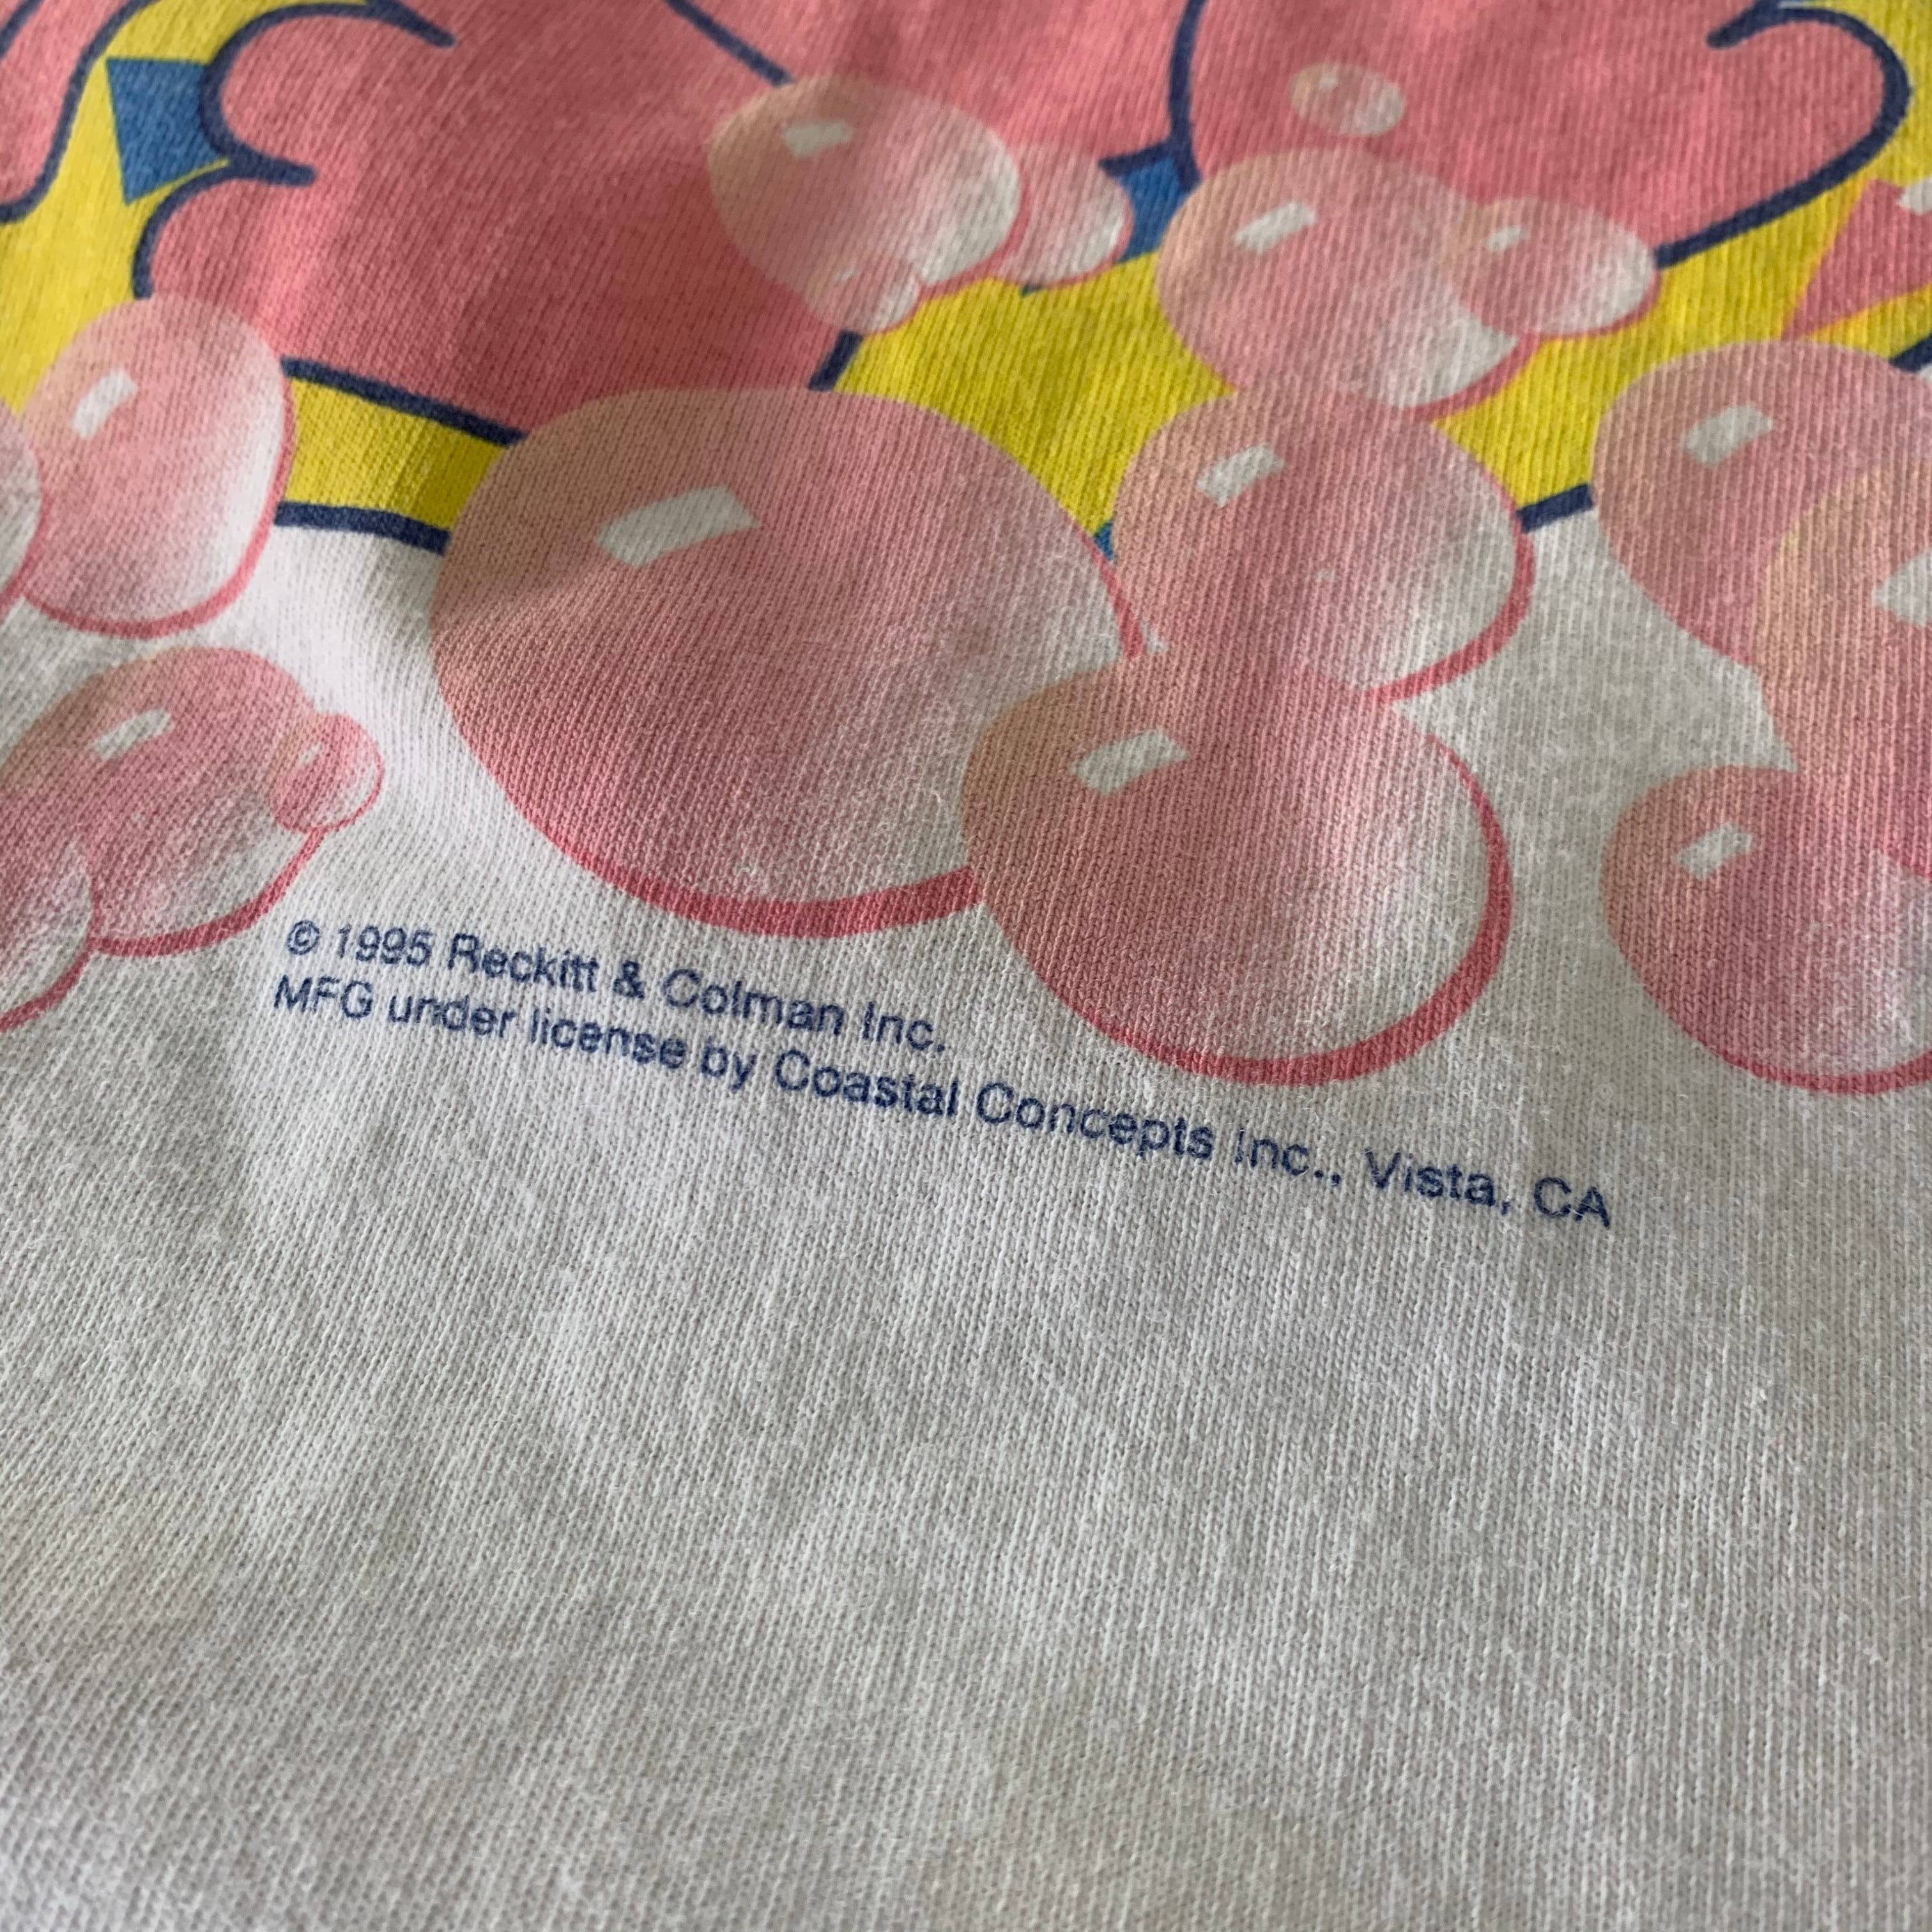 © 1995 Reckitt & Colman Inc.
MFG under license by Coastal Concepts Inc., Vista, CA